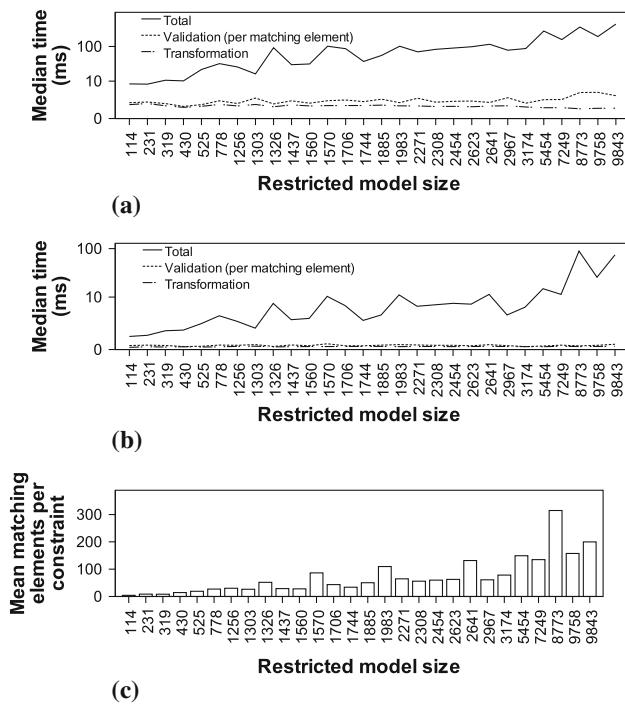 (a)
Median time
(ms)
100
10
0
Total
Validation (per matching element)
Transformation
114 231 319 430 525 778 1256 1303 1326 1437 1560 1570 1706 1744 1885 1983 2271 2308 2454 2623 2641 2967 3174 5454 7249 8773 9758 9843
Restricted model size
(b)
Median time
(ms)
100
10
0
Total
Validation (per matching element)
Transformation
114 231 319 430 525 778 1256 1303 1326 1437 1560 1570 1706 1744 1885 1983 2271 2308 2454 2623 2641 2967 3174 5454 7249 8773 9758 9843
Restricted model size
(c)
Mean matching
elements per
constraint
300
200
100
0
114 231 319 430 525 778 1256 1303 1326 1437 1560 1570 1706 1744 1885 1983 2271 2308 2454 2623 2641 2967 3174 5454 7249 8773 9758 9843
Restricted model size